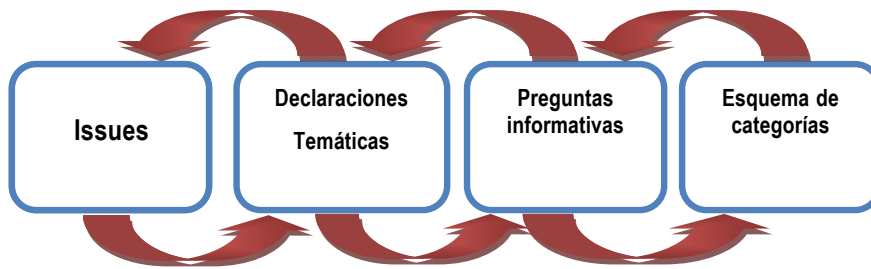 Issues
Declaraciones
Temáticas
Preguntas
informativas
Esquema de
categorías